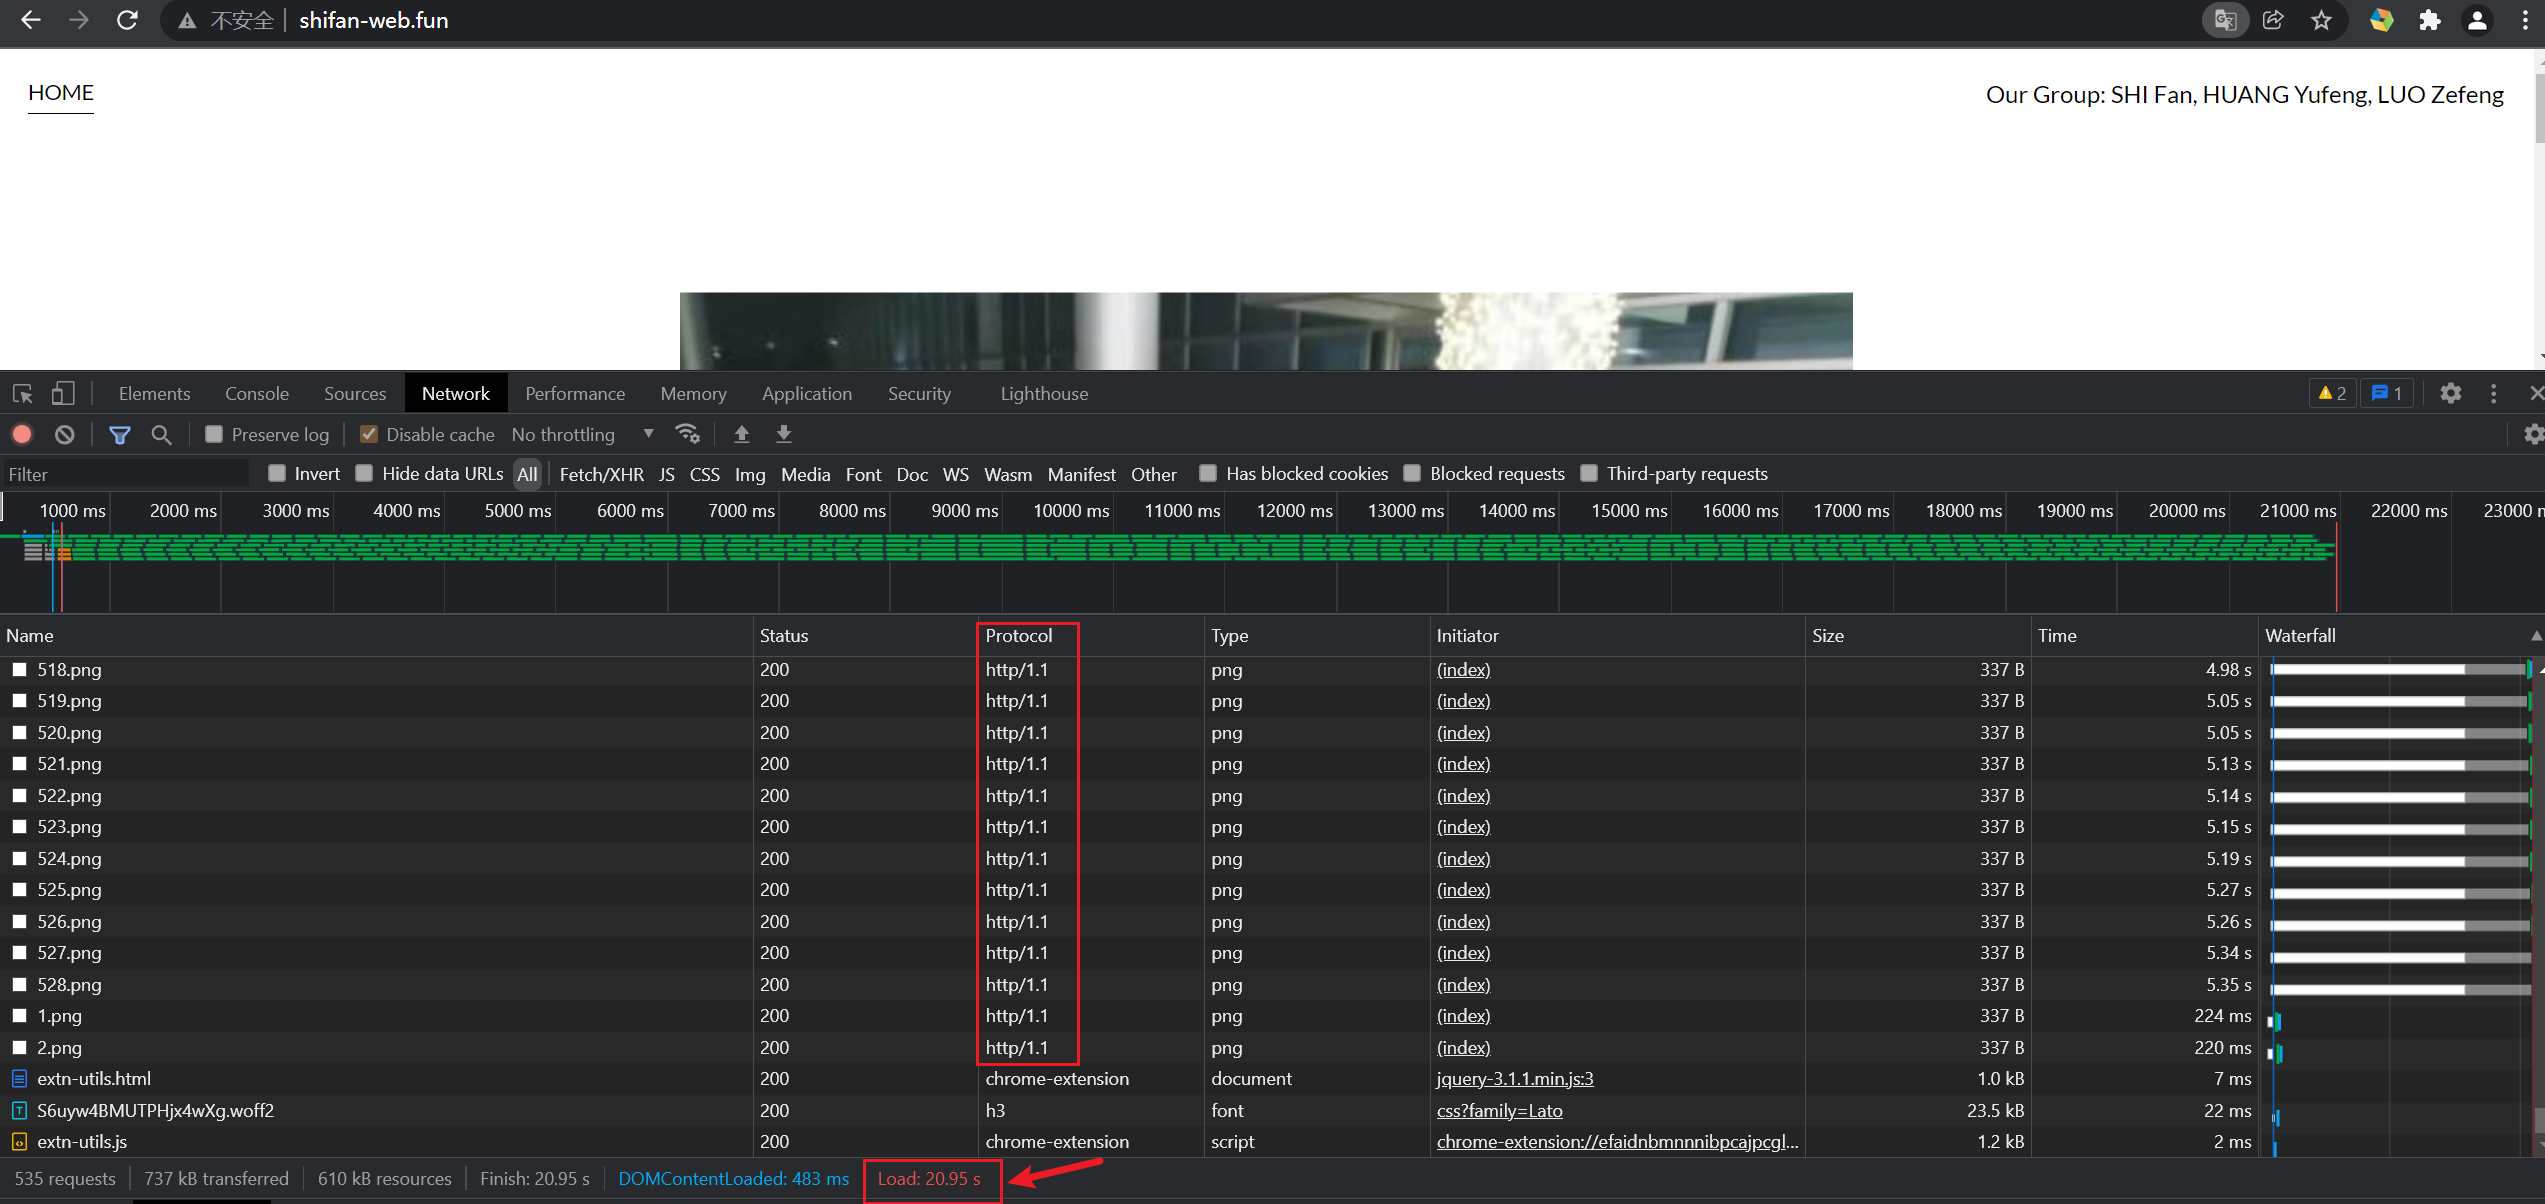 不安全 shifan-web.fun
HOME Our Group: SHI Fan, HUANG Yufeng, LUO Zefeng
Elements Console Sources Network Performance Memory Application Security Lighthouse 2 1
Preserve log Disable cache No throttling
Filter Invert Hide data URLs All Fetch/XHR JS CSS Img Media Font Doc WS Wasm Manifest Other Has blocked cookies Blocked requests Third-party requests
1000 ms 2000 ms 3000 ms 4000 ms 5000 ms 6000 ms 7000 ms 8000 ms 9000 ms 10000 ms 11000 ms 12000 ms 13000 ms 14000 ms 15000 ms 16000 ms 17000 ms 18000 ms 19000 ms 20000 ms 21000 ms 22000 ms 23000
Name Status Protocol Type Initiator Size Time Waterfall
518.png 200 http/1.1 png (index) 337 B 4.98 s
519.png 200 http/1.1 png (index) 337 B 5.05 s
520.png 200 http/1.1 png (index) 337 B 5.05 s
521.png 200 http/1.1 png (index) 337 B 5.13 s
522.png 200 http/1.1 png (index) 337 B 5.14 s
523.png 200 http/1.1 png (index) 337 B 5.15 s
524.png 200 http/1.1 png (index) 337 B 5.19 s
525.png 200 http/1.1 png (index) 337 B 5.27 s
526.png 200 http/1.1 png (index) 337 B 5.26 s
527.png 200 http/1.1 png (index) 337 B 5.34 s
528.png 200 http/1.1 png (index) 337 B 5.35 s
1.png 200 http/1.1 png (index) 337 B 224 ms
2.png 200 http/1.1 png (index) 337 B 220 ms
extn-utils.html 200 chrome-extension document jquery-3.1.1.min.js:3 1.0 kB 7 ms
S6uyw4BMUTPHjx4wXg.woff2 200 h3 font css?family=Lato 23.5 kB 22 ms
extn-utils.js 200 chrome-extension script chrome-extension://efaidnbmnnnibpcajpcgl... 1.2 kB 2 ms
535 requests 737 kB transferred 610 kB resources Finish: 20.95 s DOMContentLoaded: 483 ms Load: 20.95 s